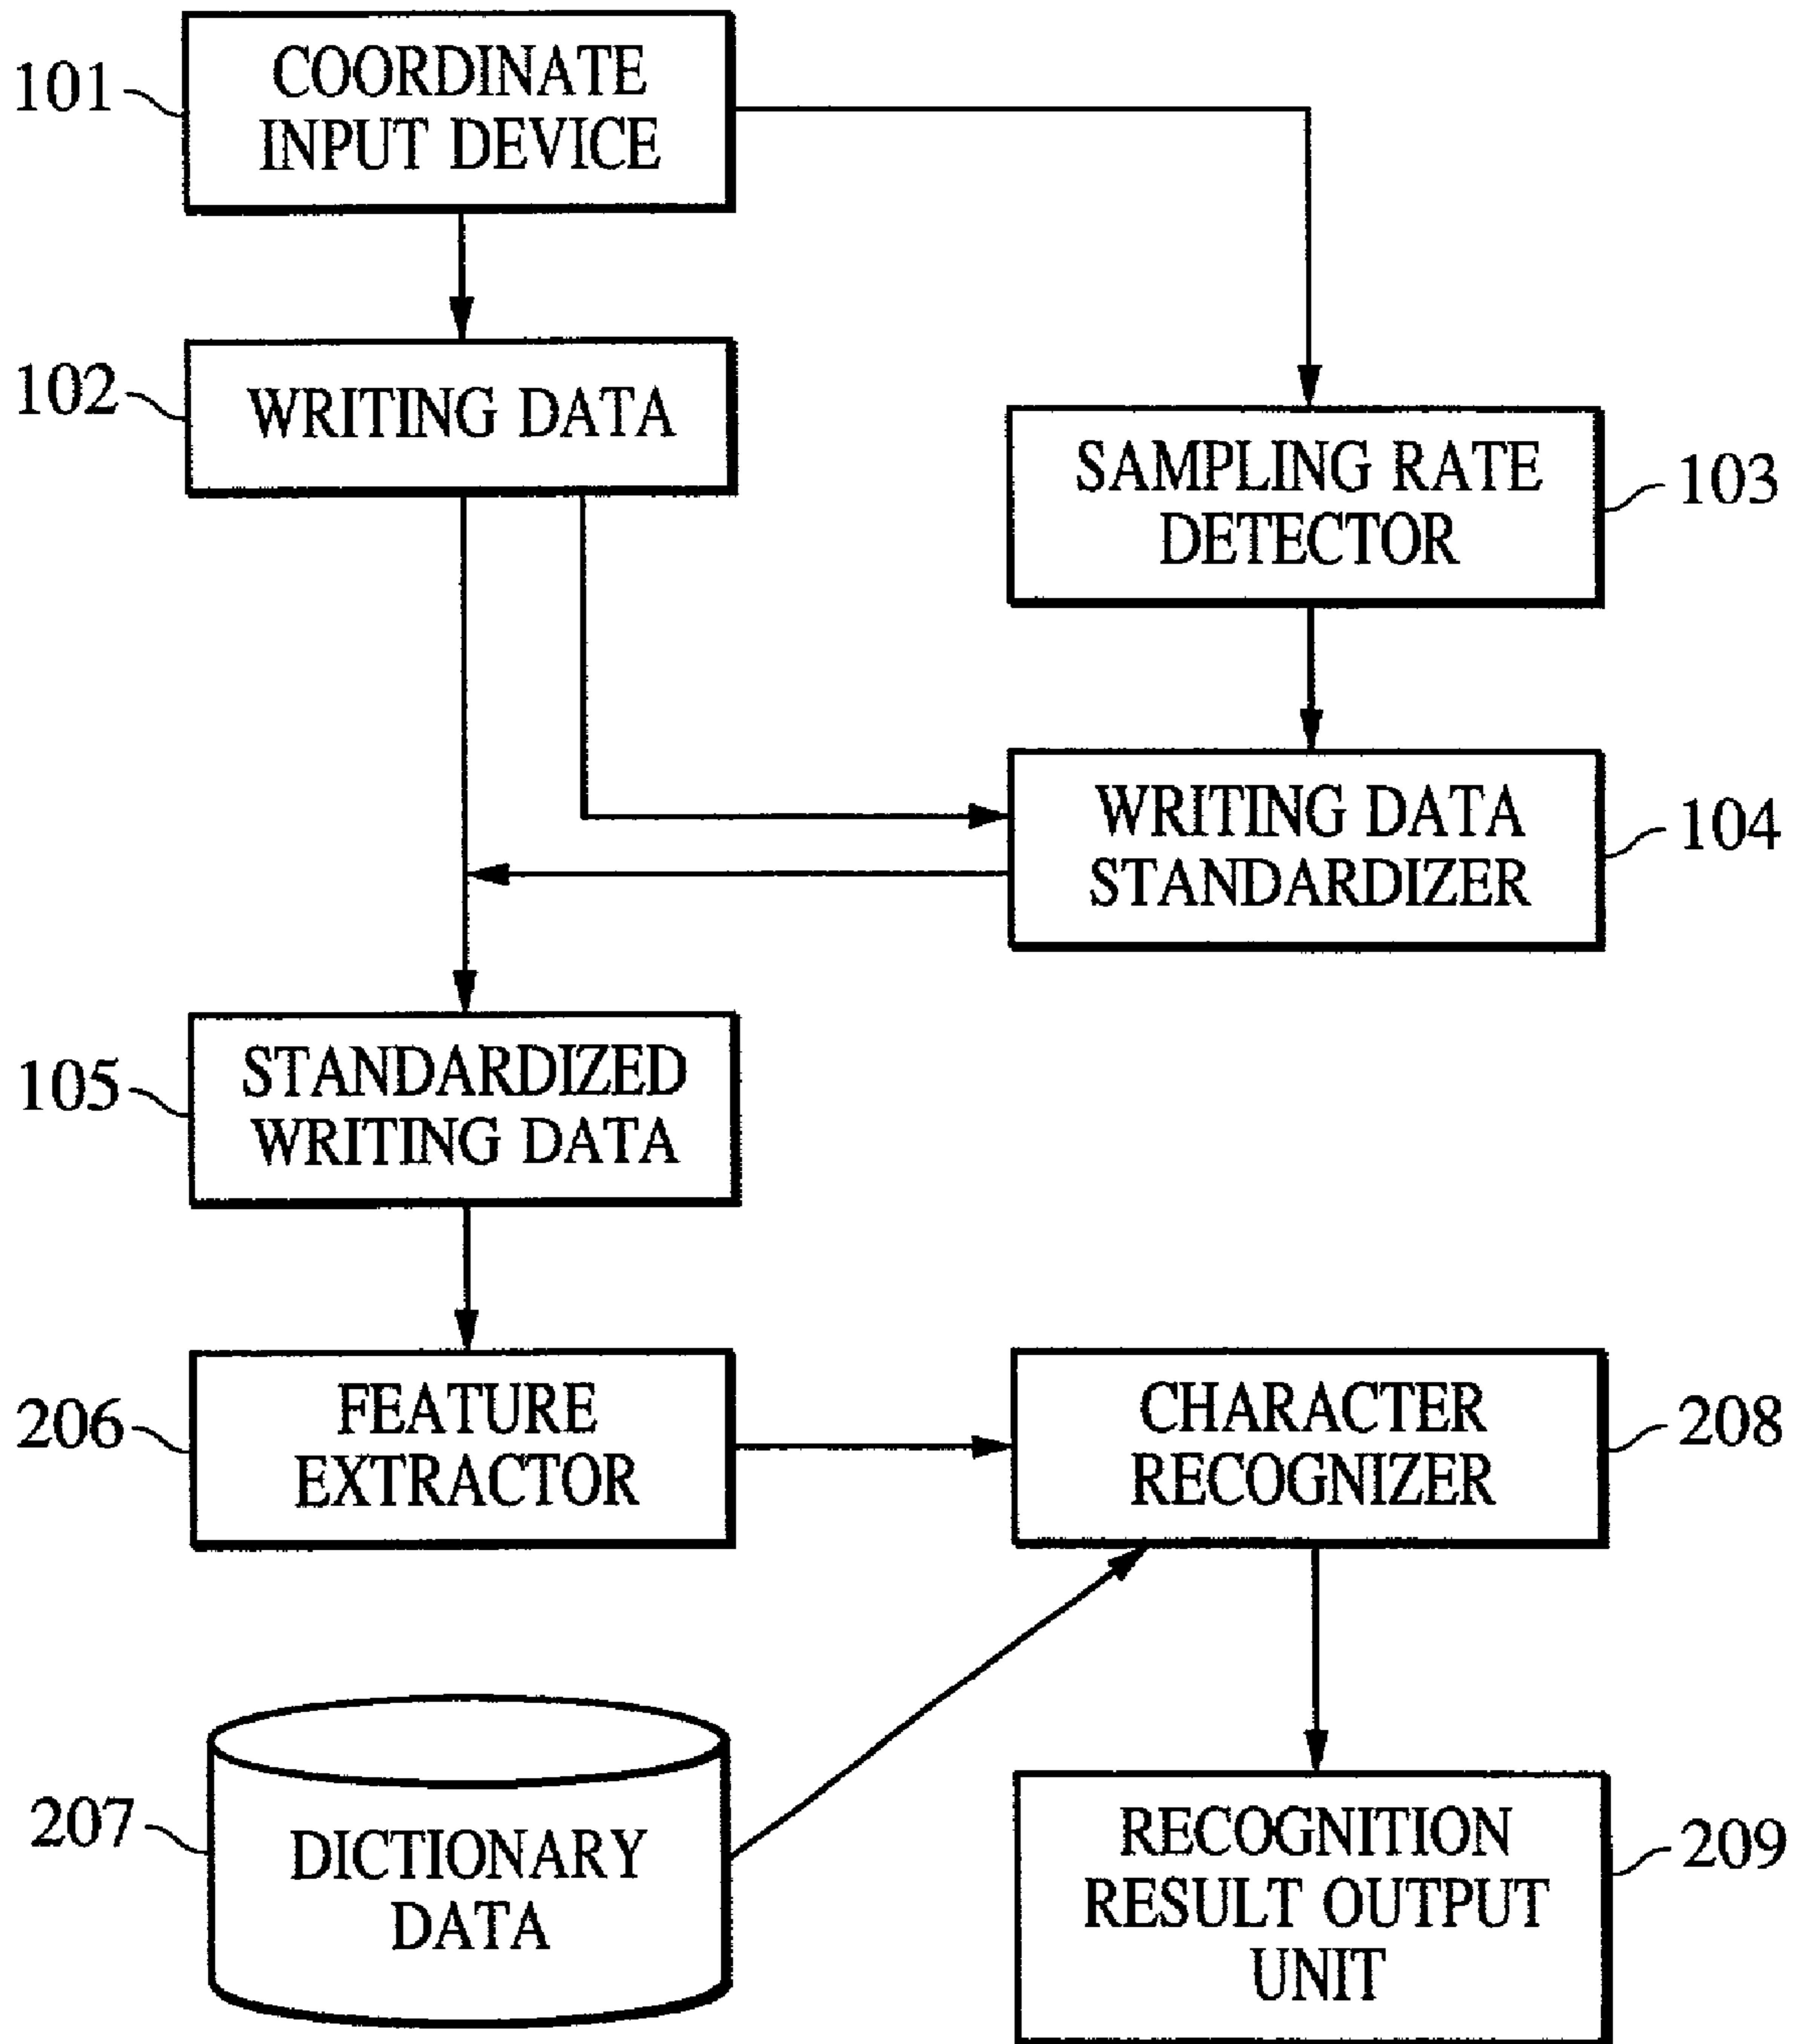 101
COORDINATE
INPUT DEVICE
102
WRITING DATA
SAMPLING RATE
DETECTOR
103
WRITING DATA
STANDARDIZER
104
105
STANDARDIZED
WRITING DATA
206
FEATURE
EXTRACTOR
CHARACTER
RECOGNIZER
208
207
DICTIONARY
DATA
RECOGNITION
RESULT OUTPUT
UNIT
209